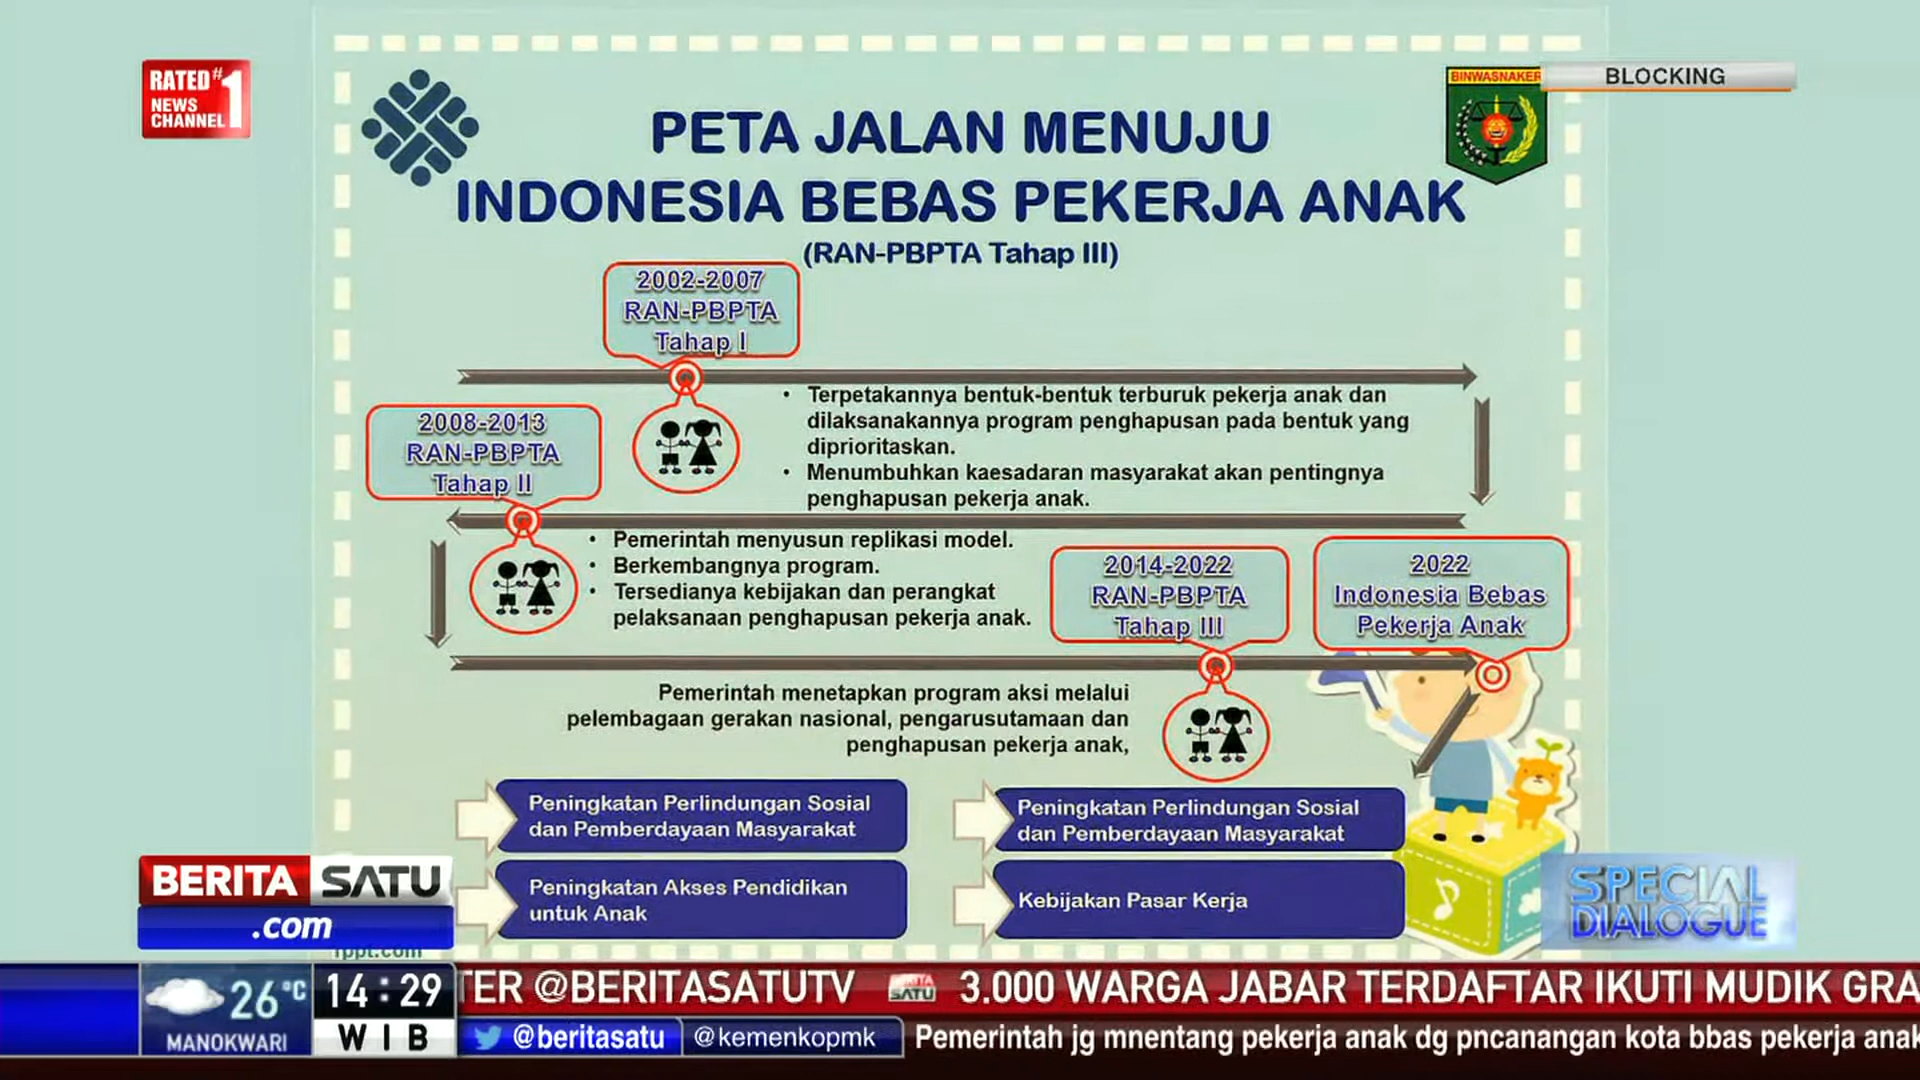 RATED #1
NEWS
CHANNEL
BINWASNAKER
BLOCKING
PETA JALAN MENUJU
INDONESIA BEBAS PEKERJA ANAK
(RAN-PBPTA Tahap III)
2002-2007
RAN-PBPTA
Tahap I
• Terpetakannya bentuk-bentuk terburuk pekerja anak dan
dilaksanakannya program penghapusan pada bentuk yang
diprioritaskan.
• Menumbuhkan kaesadaran masyarakat akan pentingnya
penghapusan pekerja anak.
2008-2013
RAN-PBPTA
Tahap II
• Pemerintah menyusun replikasi model.
• Berkembangnya program.
• Tersedianya kebijakan dan perangkat
pelaksanaan penghapusan pekerja anak.
2014-2022
RAN-PBPTA
Tahap III
2022
Indonesia Bebas
Pekerja Anak
Pemerintah menetapkan program aksi melalui
pelembagaan gerakan nasional, pengarusutamaan dan
penghapusan pekerja anak,
Peningkatan Perlindungan Sosial
dan Pemberdayaan Masyarakat
Peningkatan Perlindungan Sosial
dan Pemberdayaan Masyarakat
Peningkatan Akses Pendidikan
untuk Anak
Kebijakan Pasar Kerja
BERITA SATU
.com
fppt.com
SPECIAL
DIALOGUE
26°C
MANOKWARI
14:29
WIB
TER @BERITASATUTV BERITA SATU 3.000 WARGA JABAR TERDAFTAR IKUTI MUDIK GRA
@beritasatu @kemenkopmk Pemerintah jg mnentang pekerja anak dg pncanangan kota bbas pekerja anak